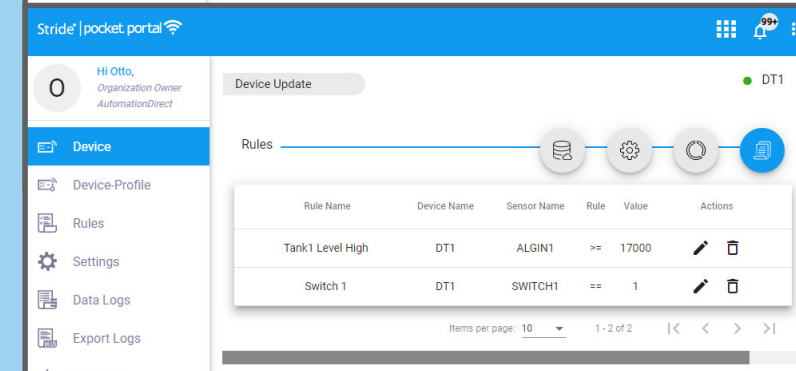 Stride® | pocket portal
99+
O
Hi Otto,
Organization Owner
AutomationDirect
Device
Device-Profile
Rules
Settings
Data Logs
Export Logs
Device Update
DT1
Rules
Rule Name Device Name Sensor Name Rule Value Actions
Tank1 Level High DT1 ALGIN1 >= 17000
Switch 1 DT1 SWITCH1 == 1
Items per page: 10 1 - 2 of 2